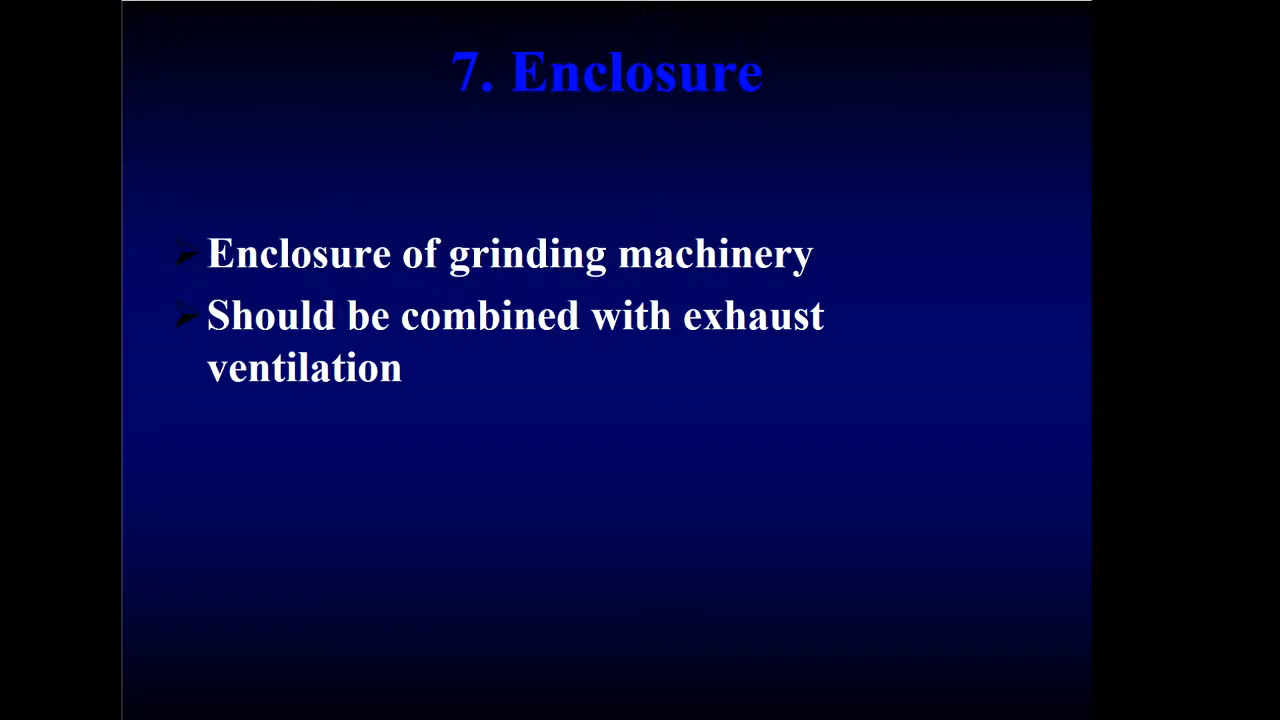 7. Enclosure
Enclosure of grinding machinery
Should be combined with exhaust
ventilation